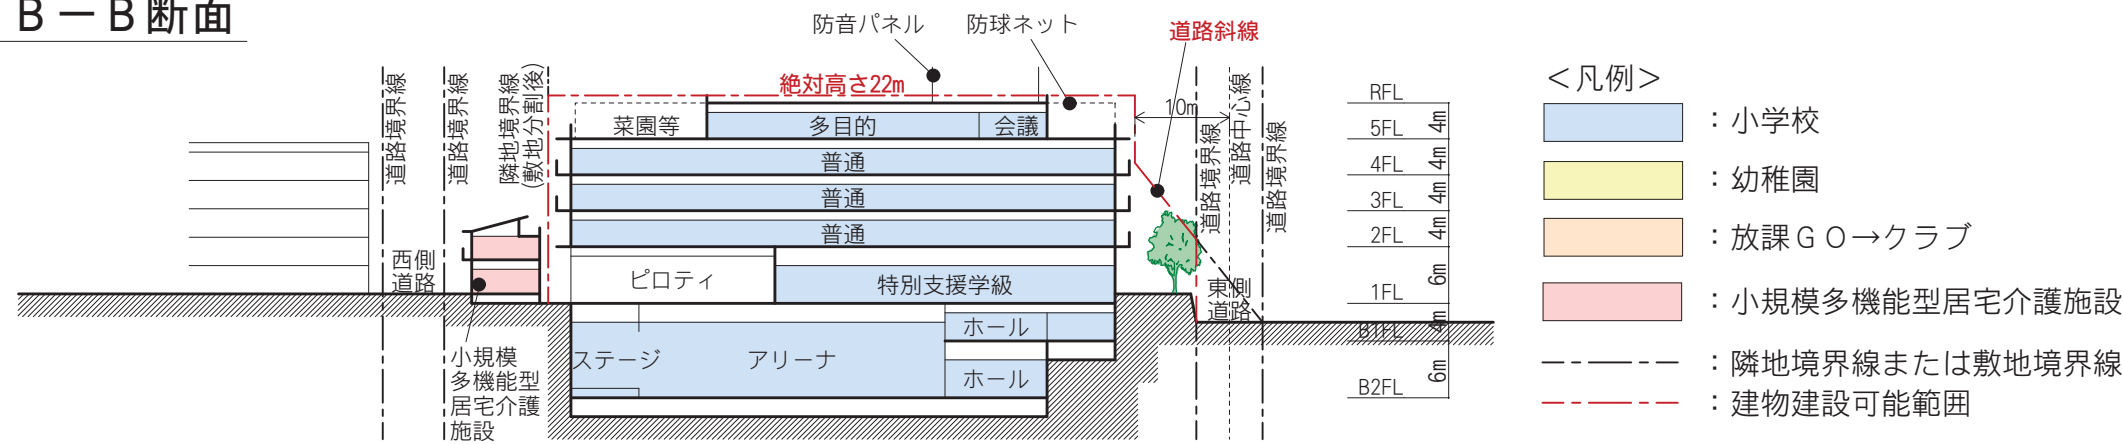 B－B断面
防音パネル
防球ネット
道路斜線
絶対高さ22m
道路境界線
道路境界線
隣地境界線
(敷地分割後)
10m
道路境界線
道路中心線
道路境界線
菜園等
多目的
会議
普通
普通
普通
ピロティ
特別支援学級
西側
道路
東側
道路
ステージ
アリーナ
ホール
ホール
小規模
多機能型
居宅介護
施設
RFL
4m
5FL
4m
4FL
4m
3FL
4m
2FL
6m
1FL
4m
B1FL
6m
B2FL
＜凡例＞
：小学校
：幼稚園
：放課ＧＯ→クラブ
：小規模多機能型居宅介護施設
：隣地境界線または敷地境界線
：建物建設可能範囲